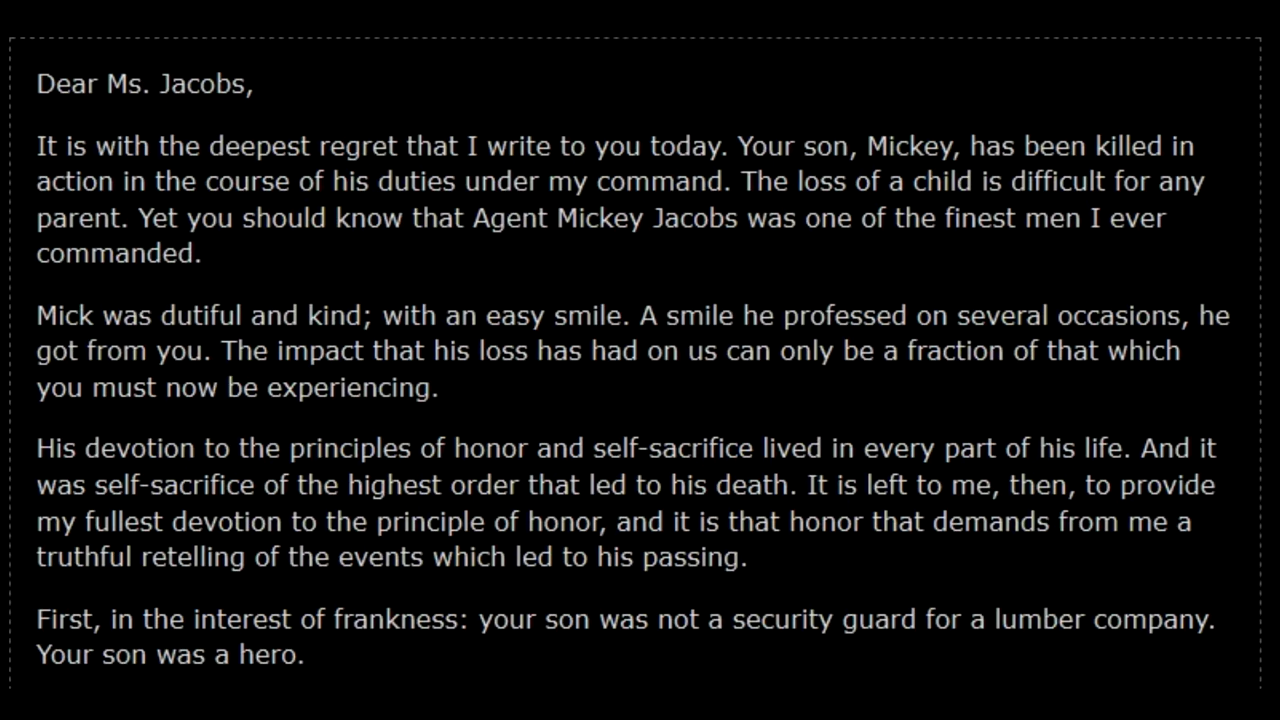 Dear Ms. Jacobs,
It is with the deepest regret that I write to you today. Your son, Mickey, has been killed in
action in the course of his duties under my command. The loss of a child is difficult for any
parent. Yet you should know that Agent Mickey Jacobs was one of the finest men I ever
commanded.
Mick was dutiful and kind; with an easy smile. A smile he professed on several occasions, he
got from you. The impact that his loss has had on us can only be a fraction of that which
you must now be experiencing.
His devotion to the principles of honor and self-sacrifice lived in every part of his life. And it
was self-sacrifice of the highest order that led to his death. It is left to me, then, to provide
my fullest devotion to the principle of honor, and it is that honor that demands from me a
truthful retelling of the events which led to his passing.
First, in the interest of frankness: your son was not a security guard for a lumber company.
Your son was a hero.